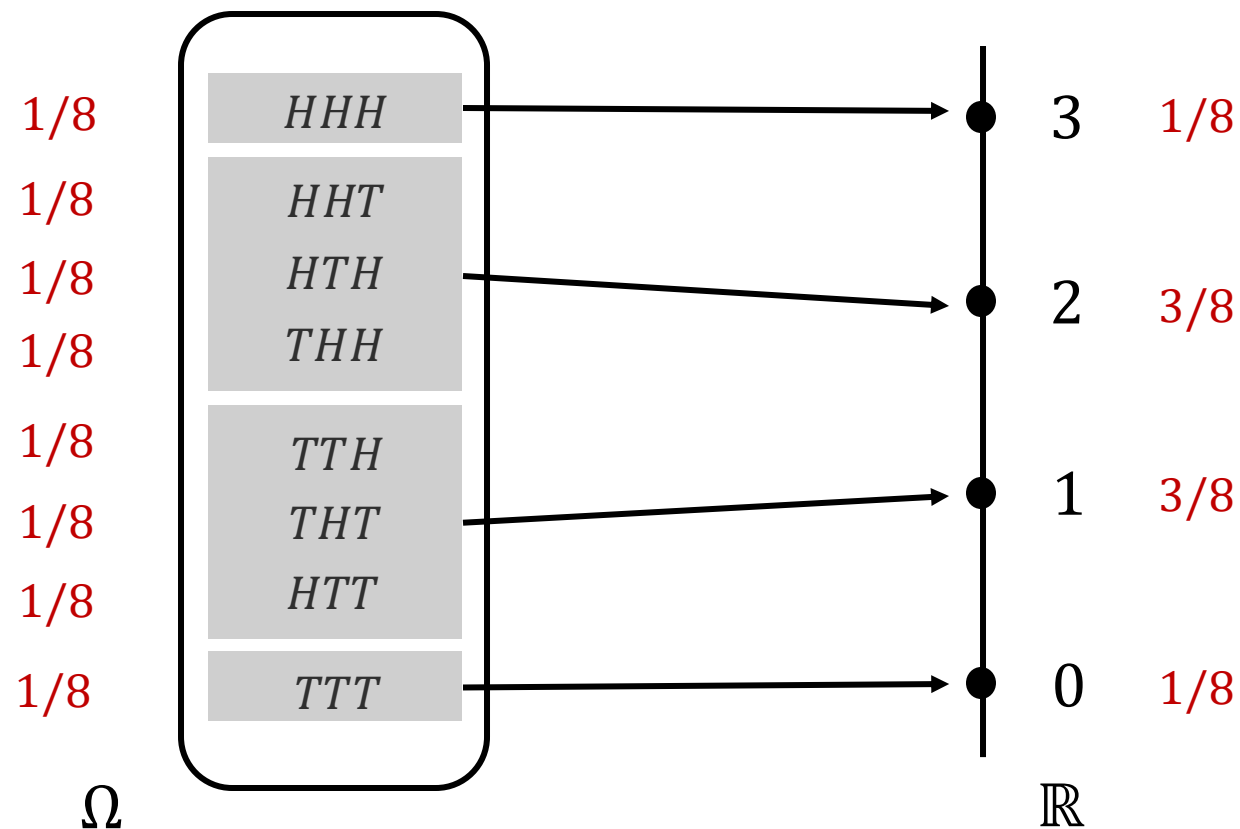 1/8 HHH 3 1/8
1/8 HHT
1/8 HTH 2 3/8
1/8 THH
1/8 TTH
1/8 THT 1 3/8
1/8 HTT
1/8 TTT 0 1/8
Ω ℝ